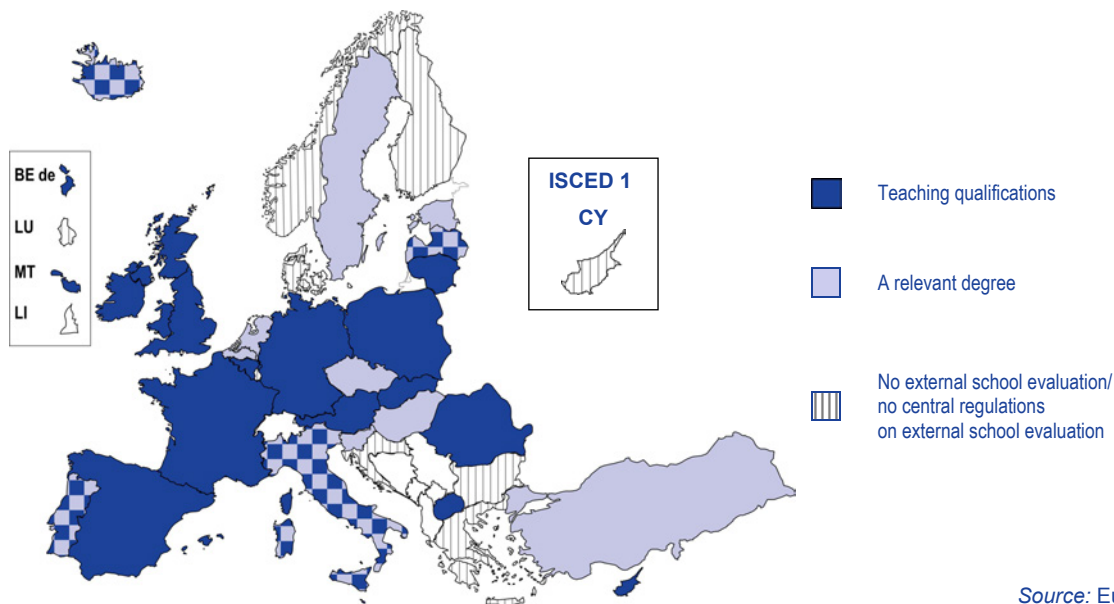 BE de
LU
MT
LI
ISCED 1
CY
Teaching qualifications
A relevant degree
No external school evaluation/
no central regulations
on external school evaluation
Source: Eu